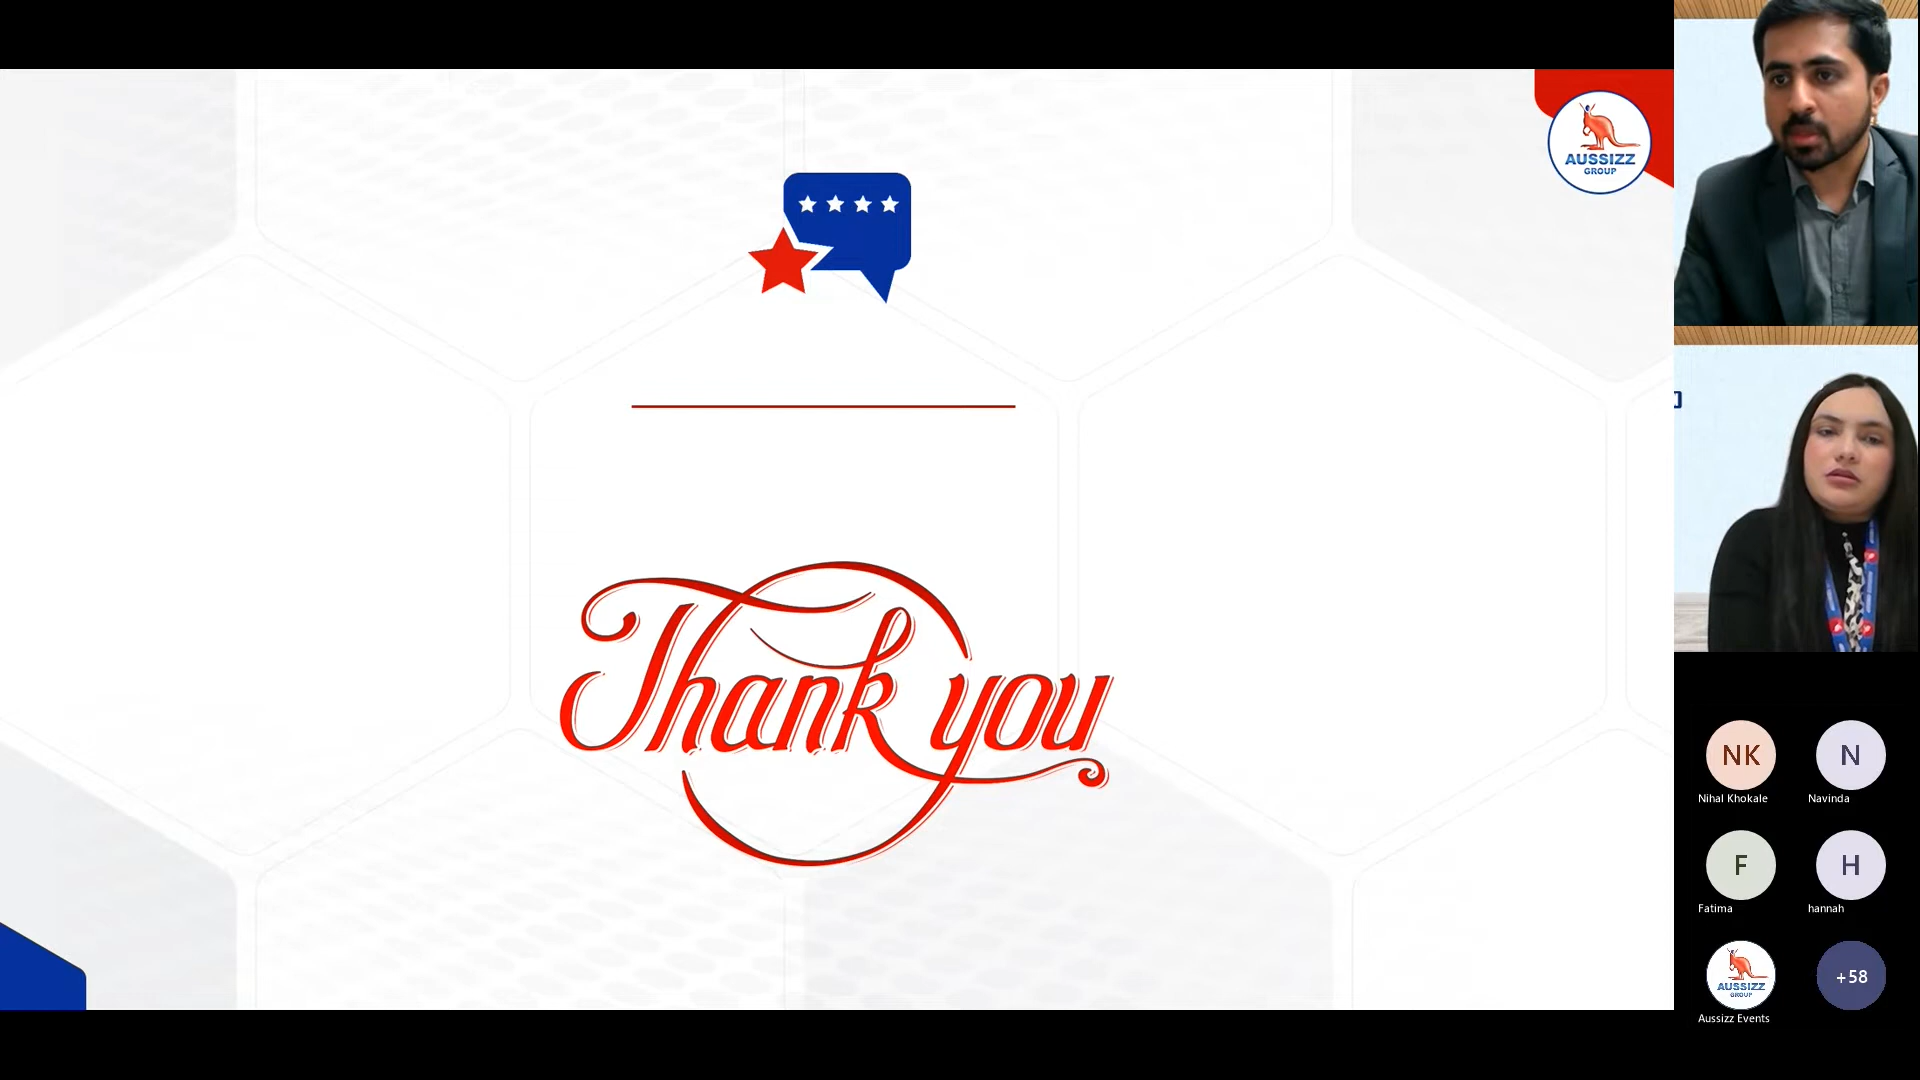 AUSSIZZ
GROUP
Thank you
NK
N
Nihal Khokale
Navinda
F
H
Fatima
hannah
AUSSIZZ
GROUP
+58
Aussizz Events